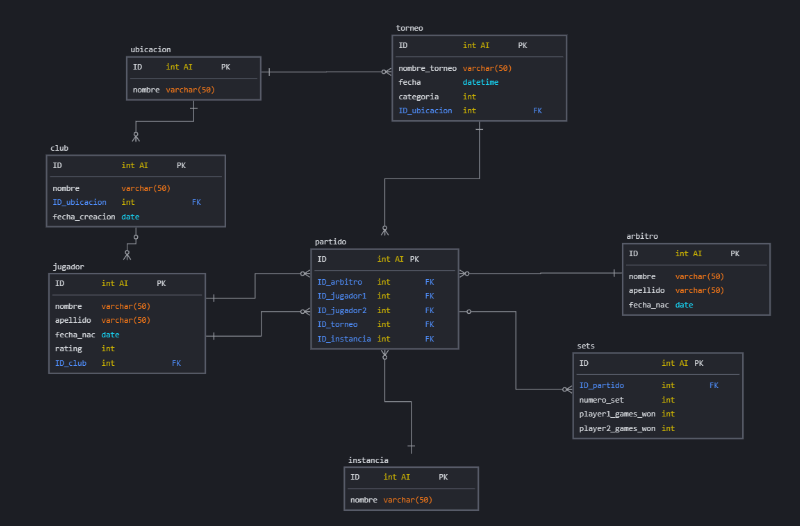 torneo
ID int AI PK
nombre_torneo varchar(50)
fecha datetime
categoria int
ID_ubicacion int FK
ubicacion
ID int AI PK
nombre varchar(50)
club
ID int AI PK
nombre varchar(50)
ID_ubicacion int FK
fecha_creacion date
jugador
ID int AI PK
nombre varchar(50)
apellido varchar(50)
fecha_nac date
rating int
ID_club int FK
partido
ID int AI PK
ID_arbitro int FK
ID_jugador1 int FK
ID_jugador2 int FK
ID_torneo int FK
ID_instancia int FK
arbitro
ID int AI PK
nombre varchar(50)
apellido varchar(50)
fecha_nac date
sets
ID int AI PK
ID_partido int FK
numero_set int
player1_games_won int
player2_games_won int
instancia
ID int AI PK
nombre varchar(50)